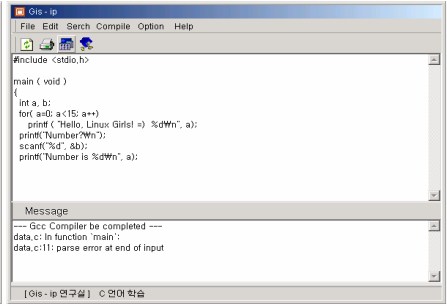 Gis - ip
File Edit Serch Compile Option Help
#include <stdio,h>
main ( void )
{
int a, b;
for( a=0; a<15; a++)
printf ( "Hello, Linux Girls! =) %d₩n", a);
printf("Number?₩n");
scanf("%d", &b);
printf("Number is %d₩n", a);
Message
--- Gcc Compiler be completed ---
data,c: In function `main':
data,c:11: parse error at end of input
[ Gis - ip 연구실 ] C 언어 학습